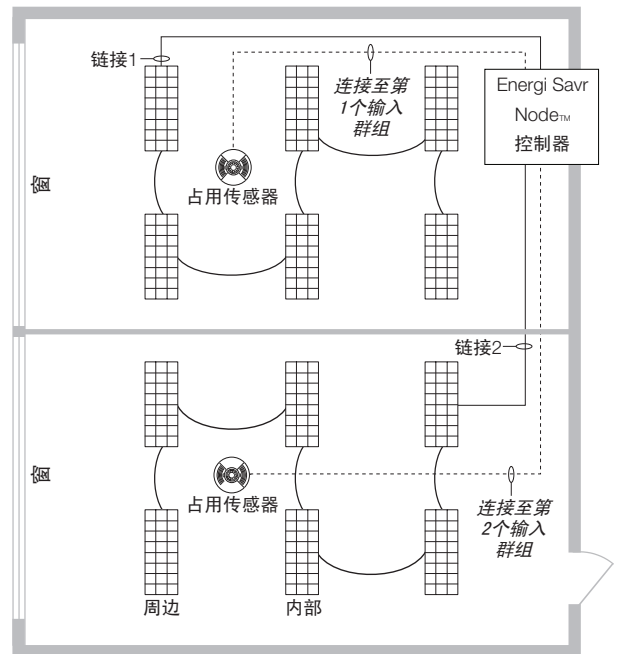 链接1
连接至第
1个输入
群组
Energi Savr
Node™
控制器
窗
占用传感器
链接2
窗
占用传感器
连接至第
2个输入
群组
周边
内部